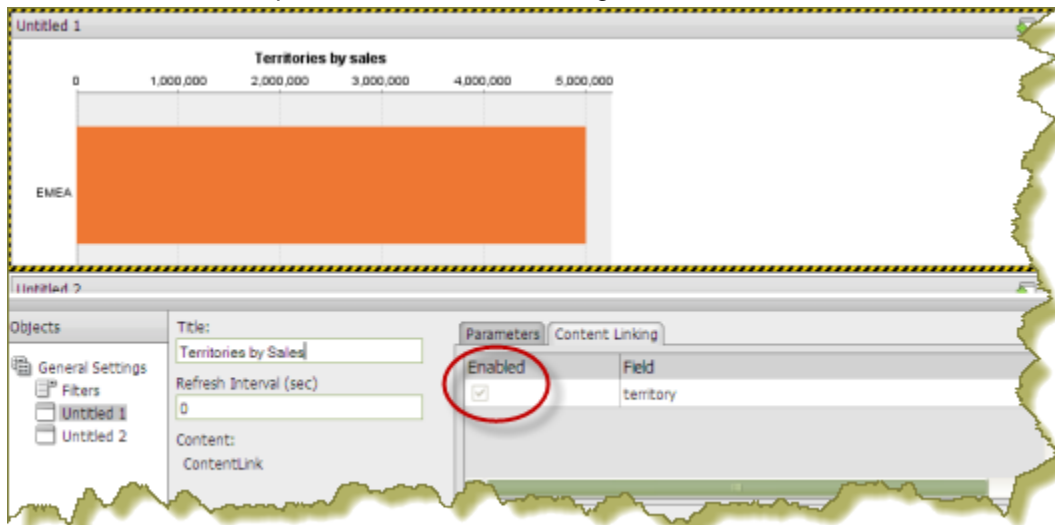 Untitled 1
Territories by sales
0 1,000,000 2,000,000 3,000,000 4,000,000 5,000,000
EMEA
Untitled 2
Objects
General Settings
Filters
Untitled 1
Untitled 2
Title:
Territories by Sales
Refresh Interval (sec)
0
Content:
ContentLink
Parameters Content Linking
Enabled Field
territory